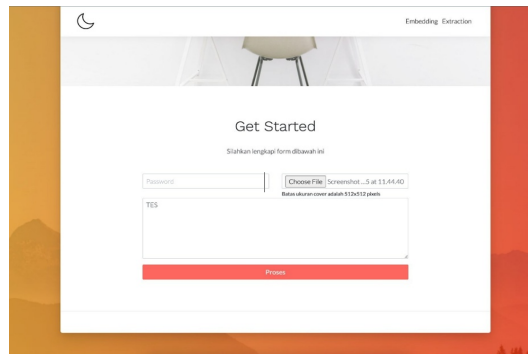 Embedding Extraction
Get Started
Silahkan lengkapi form dibawah ini
Password
Choose File Screenshot ...5 at 11.44.40
Batas ukuran cover adalah 512x512 pixels
TES
Proses